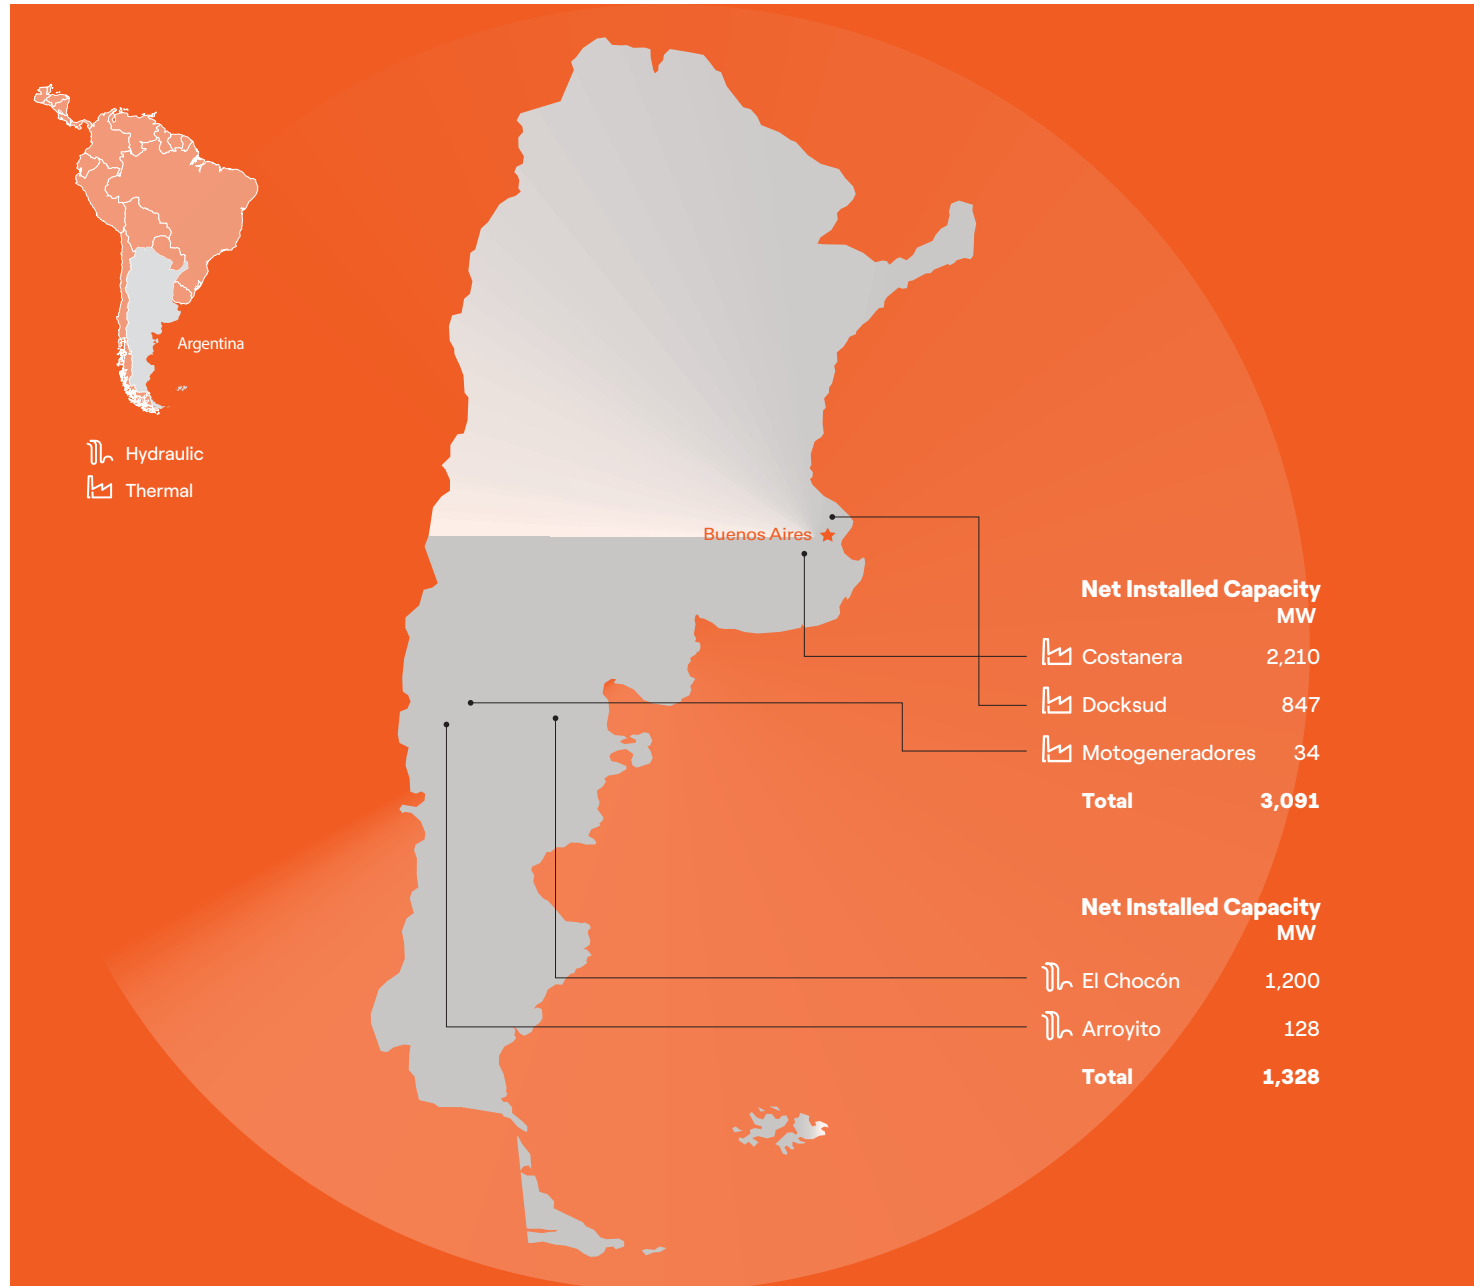 Argentina
Hydraulic
Thermal
Buenos Aires
Net Installed Capacity
MW
Costanera 2,210
Docksud 847
Motogeneradores 34
Total 3,091
Net Installed Capacity
MW
El Chocón 1,200
Arroyito 128
Total 1,328